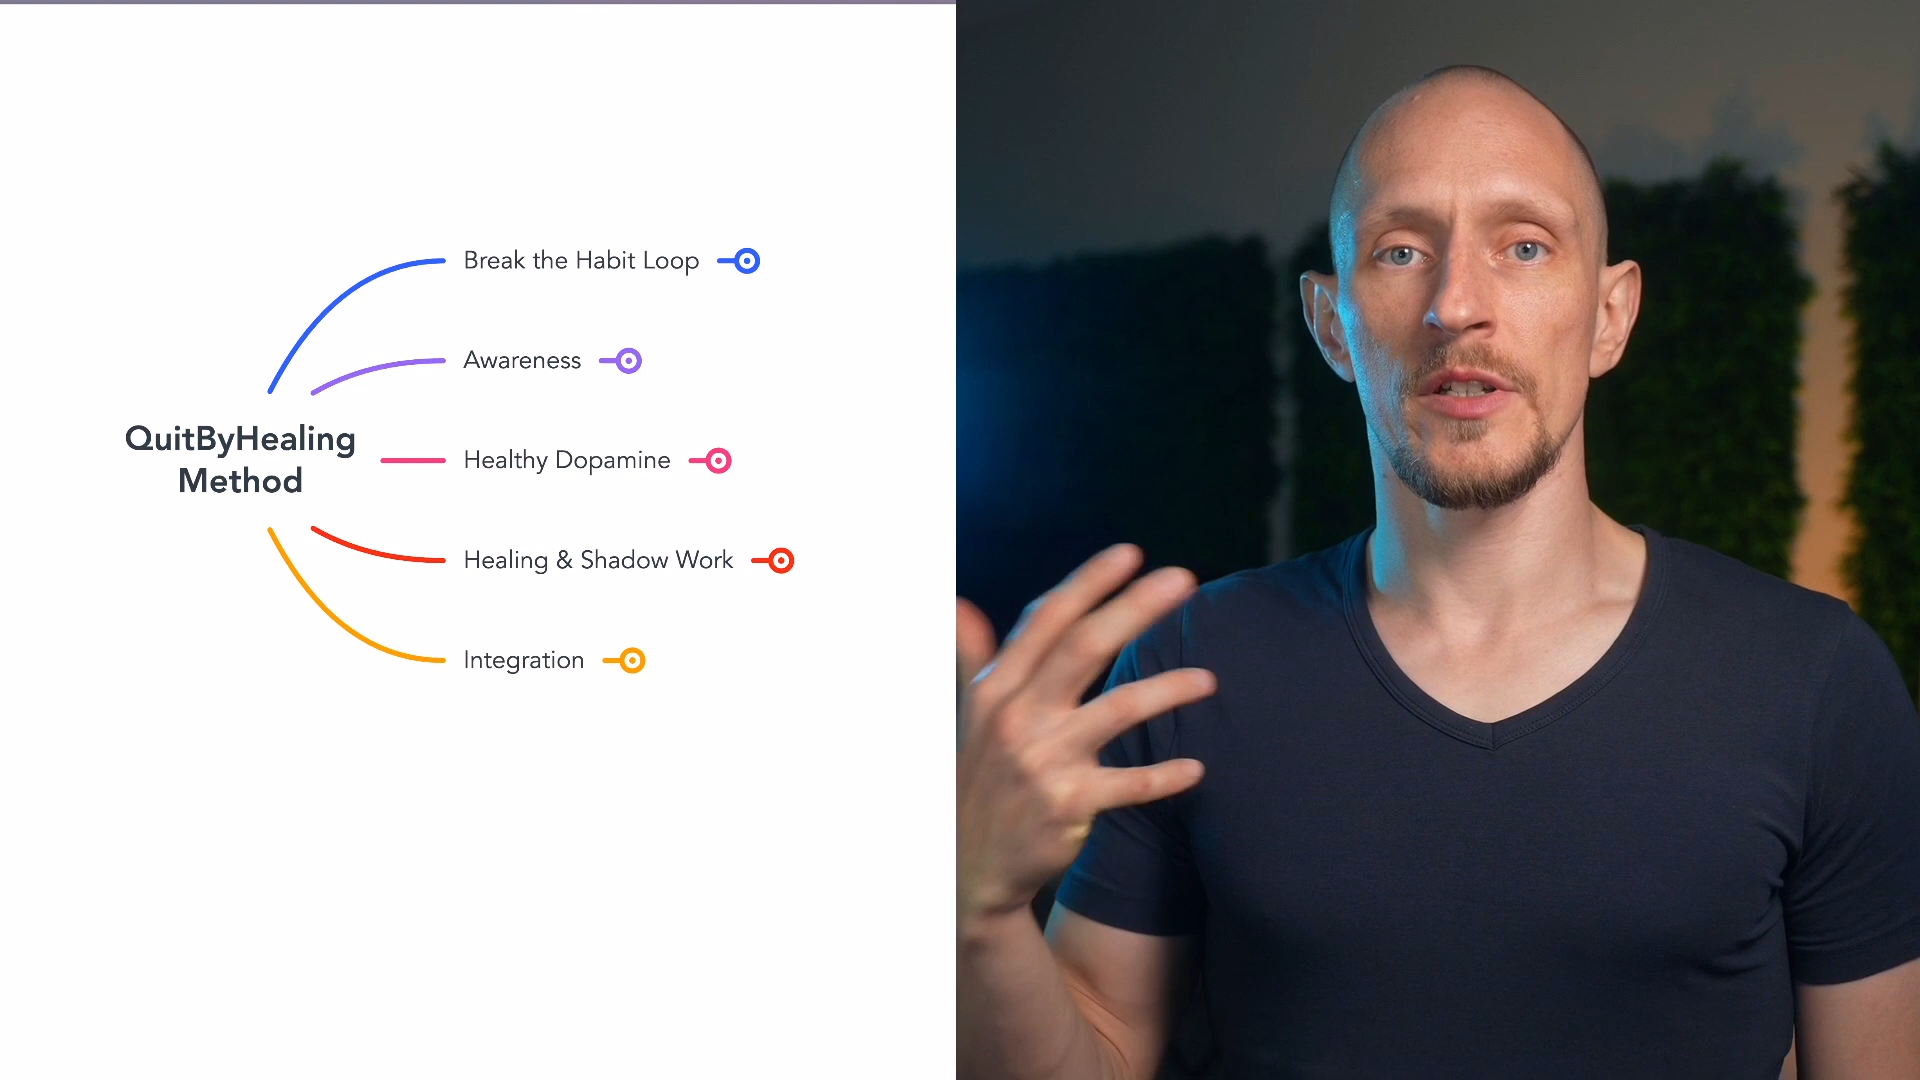 Break the Habit Loop
Awareness
QuitByHealing
Method
Healthy Dopamine
Healing & Shadow Work
Integration